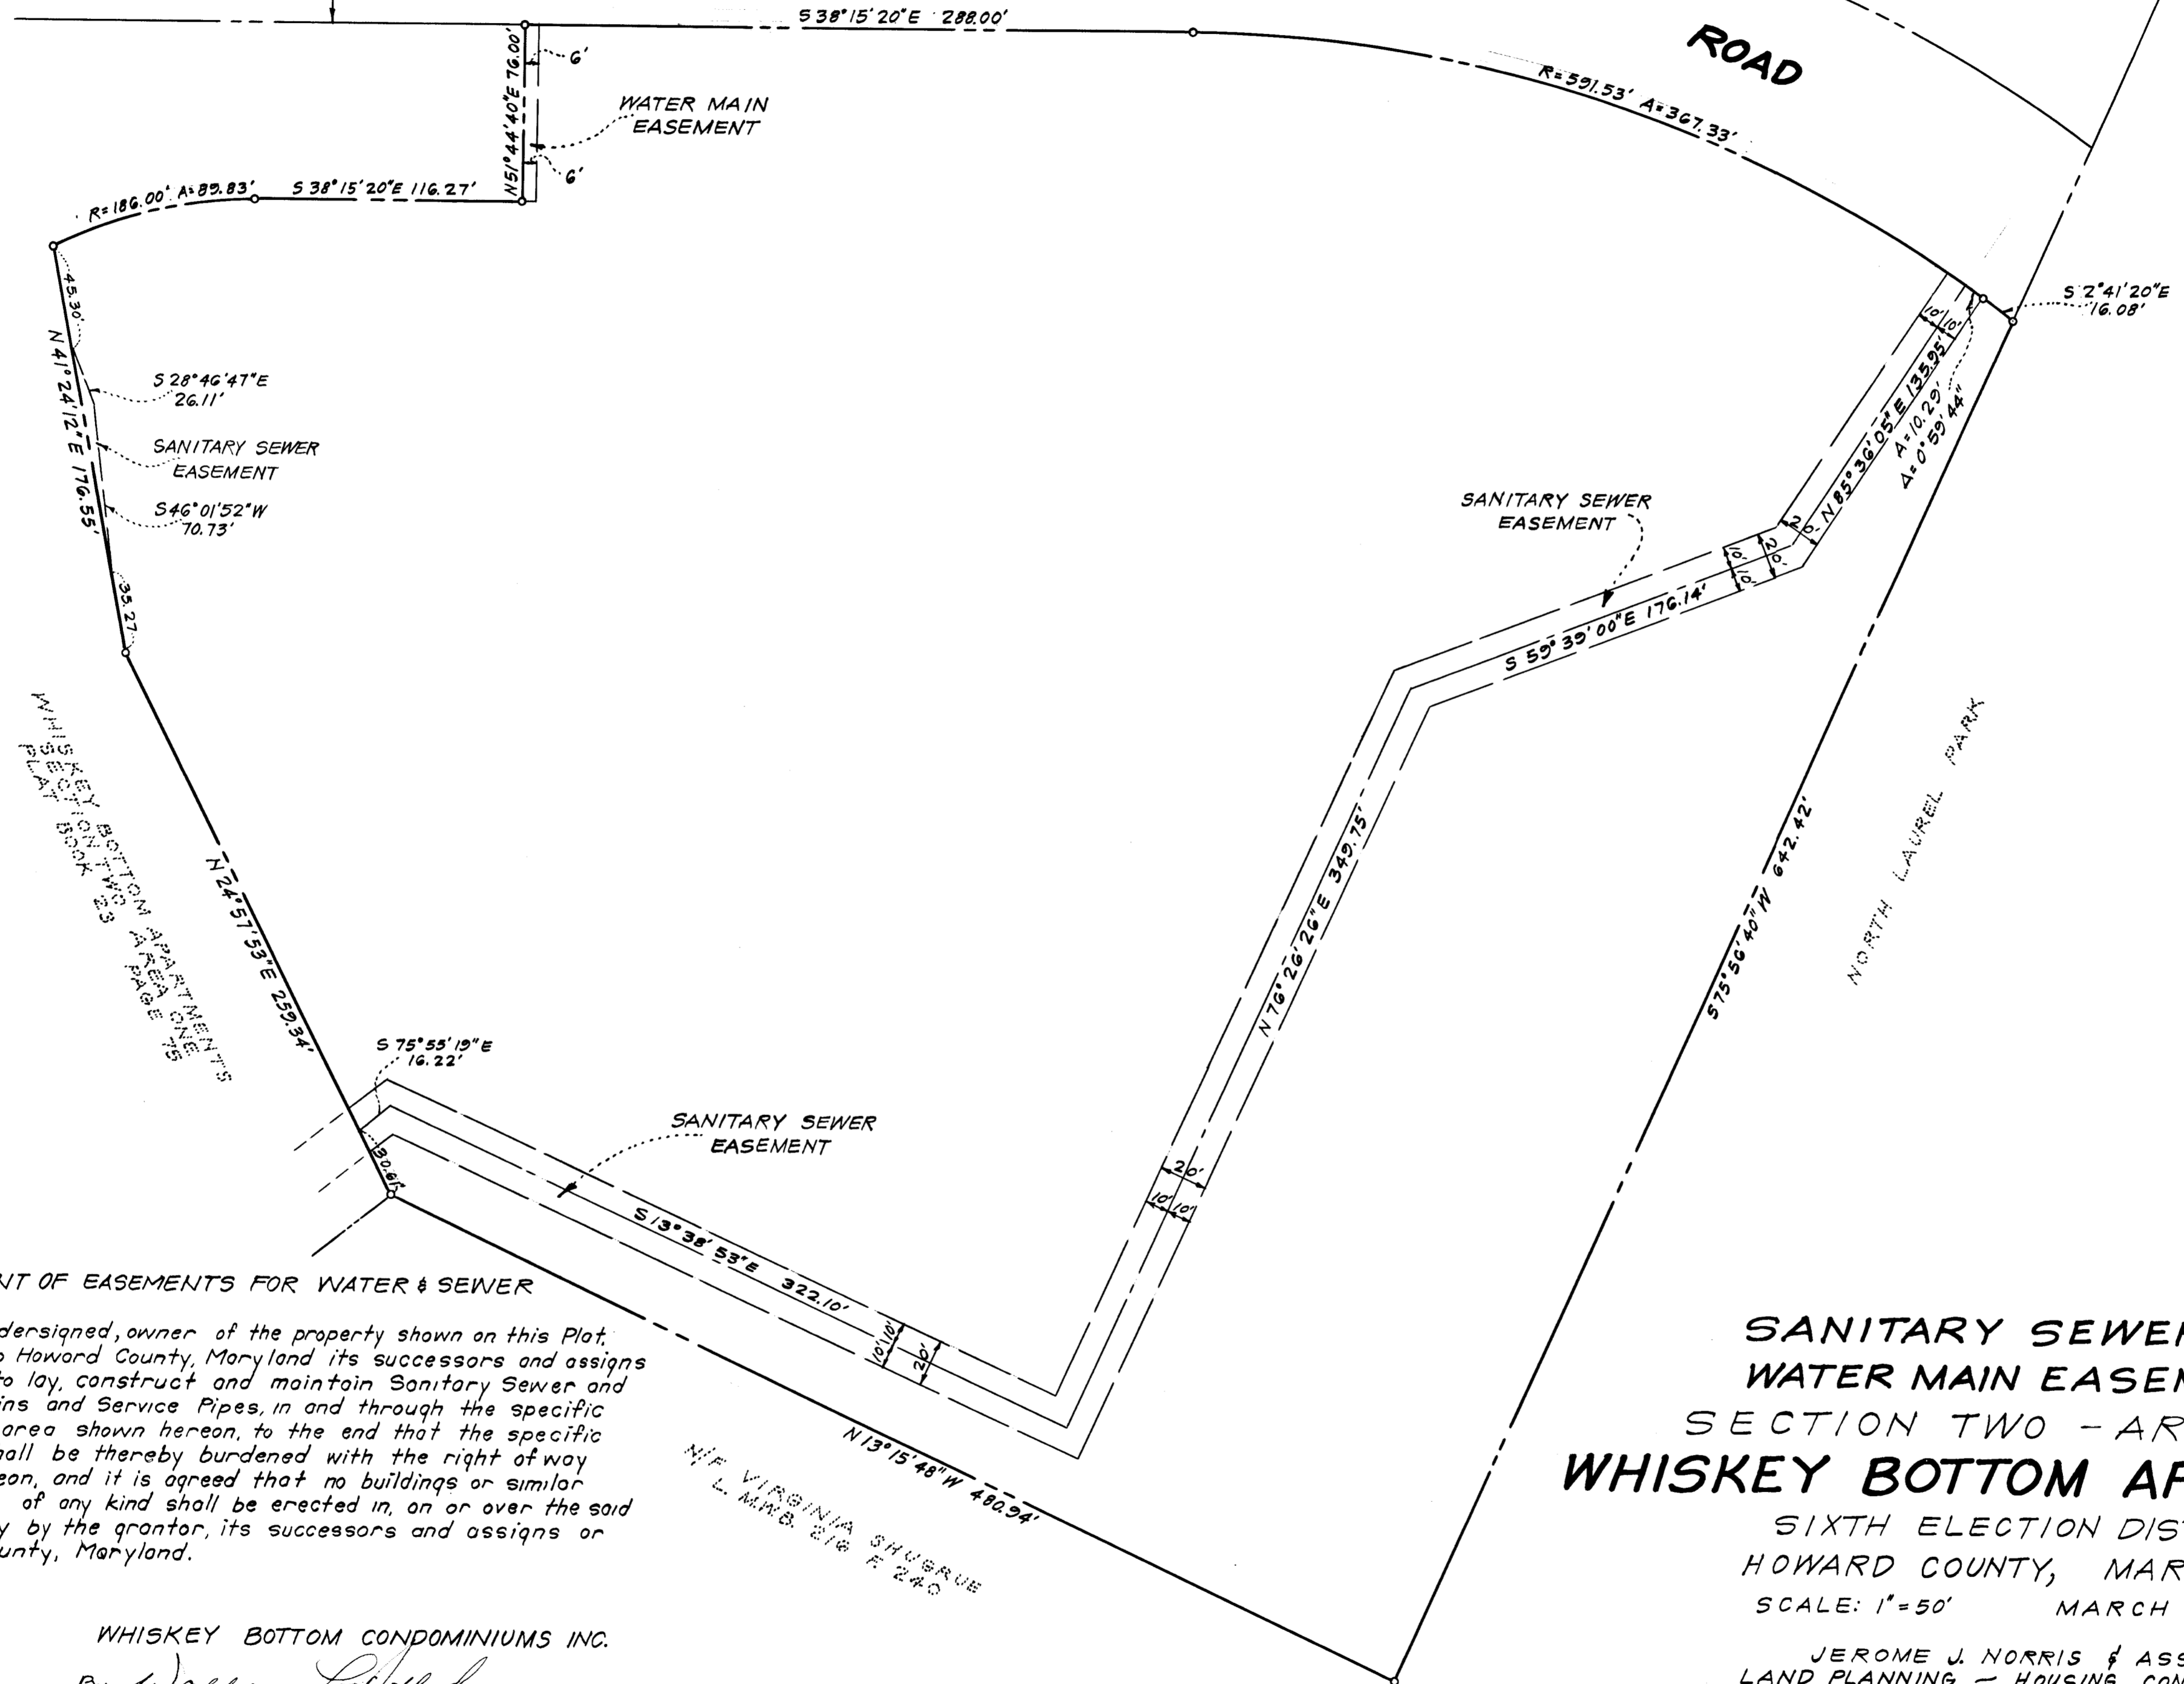 S 38° 15' 20" E 288.00'
ROAD
R=591.53' A=367.33'
N 51° 44' 40" E 76.00'
6'
WATER MAIN
EASEMENT
6'
R=186.00' A=89.83'
S 38° 15' 20" E 116.27'
S 2° 41' 20" E
16.08'
45.30'
N 41° 24' 12" E 176.55'
S 28° 46' 47" E
26.11'
SANITARY SEWER
EASEMENT
S 46° 01' 52" W
70.73'
35.27
10'
10'
N 85° 36' 05" E 135.95'
A=10.29'
Δ=0° 59' 44"
20'
SANITARY SEWER
EASEMENT
10'
10'
20'
S 59° 39' 00" E 176.14'
WHISKEY BOTTOM APARTMENTS
SECTION TWO AREA ONE
PLAT BOOK 23 PAGE 75
N 24° 57' 53" E 259.34'
N 76° 26' 26" E 349.75'
S 75° 56' 40" W 642.42'
NORTH LAUREL PARK
S 75° 55' 19" E
16.22'
30.61'
SANITARY SEWER
EASEMENT
20'
10'
10'
S 13° 38' 53" E 322.10'
10'
10'
20'
N 13° 15' 48" W 480.94'
N/F VIRGINIA SHUGRUE
L. M.W.B. 216 F. 240
NT OF EASEMENTS FOR WATER & SEWER
dersigned, owner of the property shown on this Plat.
o Howard County, Maryland its successors and assigns
to lay, construct and maintain Sanitary Sewer and
ins and Service Pipes, in and through the specific
area shown hereon, to the end that the specific
all be thereby burdened with the right of way
eon, and it is agreed that no buildings or similar
of any kind shall be erected in, on or over the said
y by the grantor, its successors and assigns or
unty, Maryland.
WHISKEY BOTTOM CONDOMINIUMS INC.
SANITARY SEWER
WATER MAIN EASEM
SECTION TWO - AR
WHISKEY BOTTOM AP
SIXTH ELECTION DIST
HOWARD COUNTY, MAR
SCALE: 1"=50' MARCH
JEROME J. NORRIS & ASS
LAND PLANNING - HOUSING CON